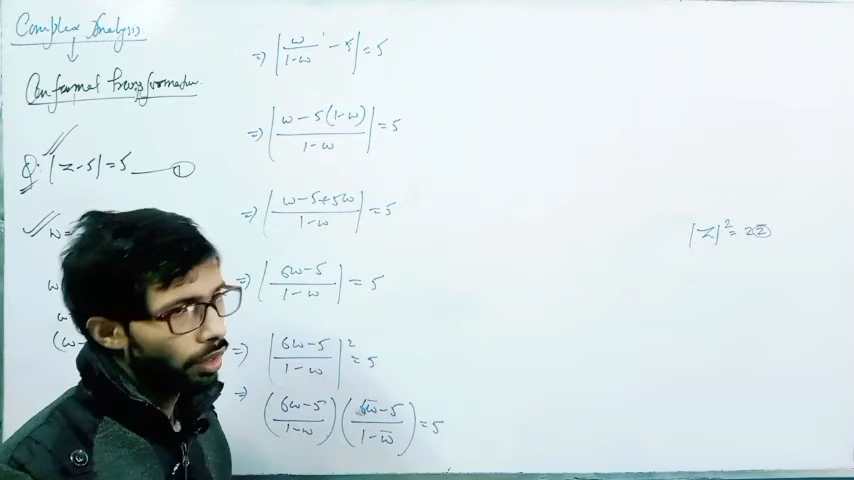 Complex Analysis
↓
Conformal transformation
Q: |z-5|=5 ——①
w=
w
w
(w-
=) |w/(1-w) - 5|=5
=) |(w-5(1-w))/(1-w)|=5
=) |(w-5+5w)/(1-w)|=5
=) |(6w-5)/(1-w)|=5
=) |(6w-5)/(1-w)|²=5
=) ((6w-5)/(1-w)) ((6w̅-5)/(1-w̅))=5
|z|²=zz̅